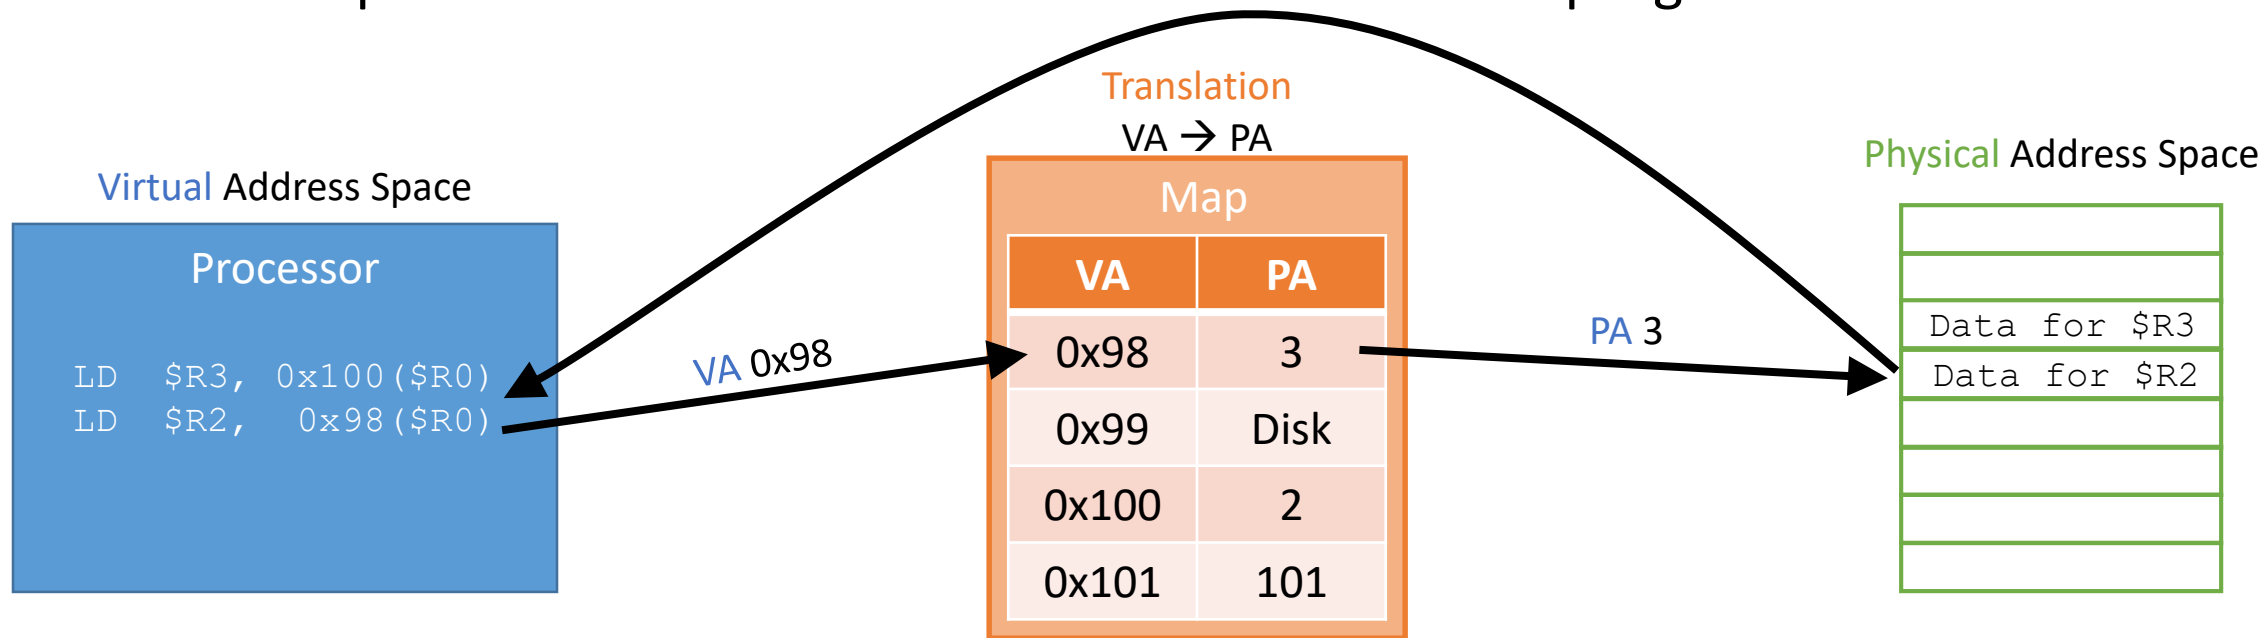 Translation
VA → PA
Virtual Address Space
Physical Address Space
Processor
LD $R3, 0x100($R0)
LD $R2, 0x98($R0)
VA 0x98
Map
VA PA
0x98 3
0x99 Disk
0x100 2
0x101 101
PA 3
Data for $R3
Data for $R2